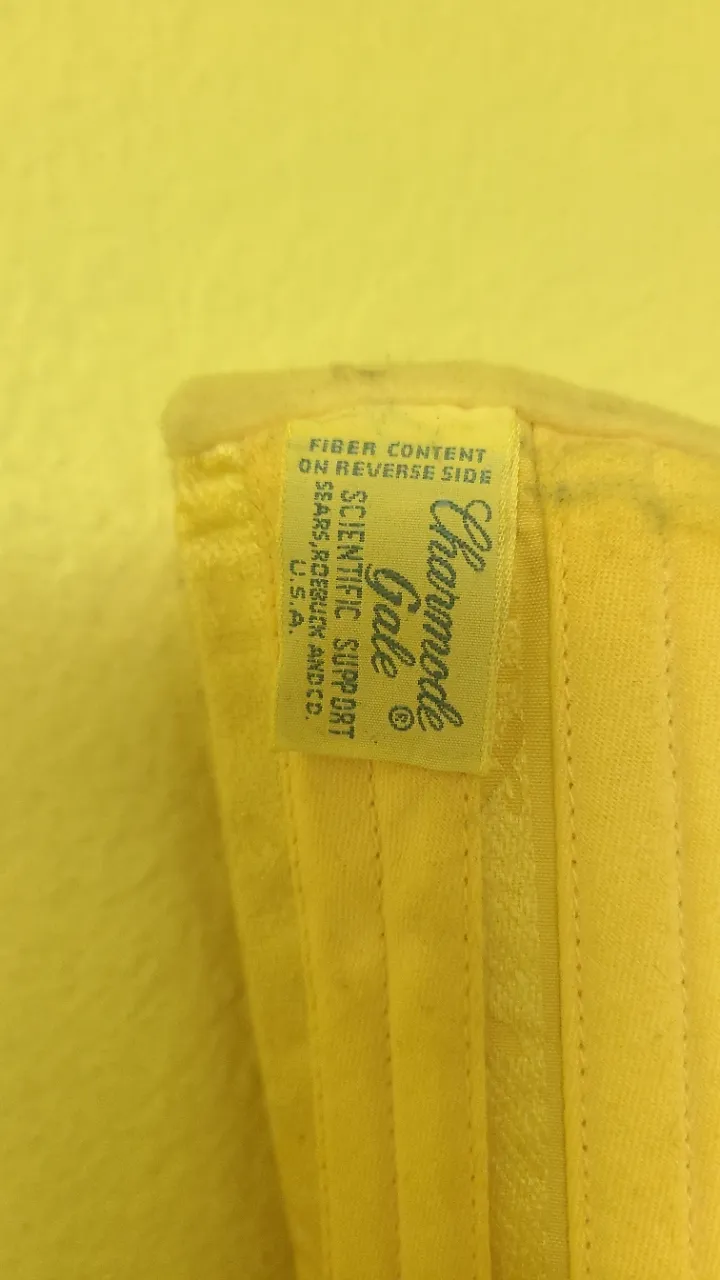 FIBER CONTENT
ON REVERSE SIDE
Charmode
Gale ®
SCIENTIFIC SUPPORT
SEARS, ROEBUCK AND CO.
U.S.A.